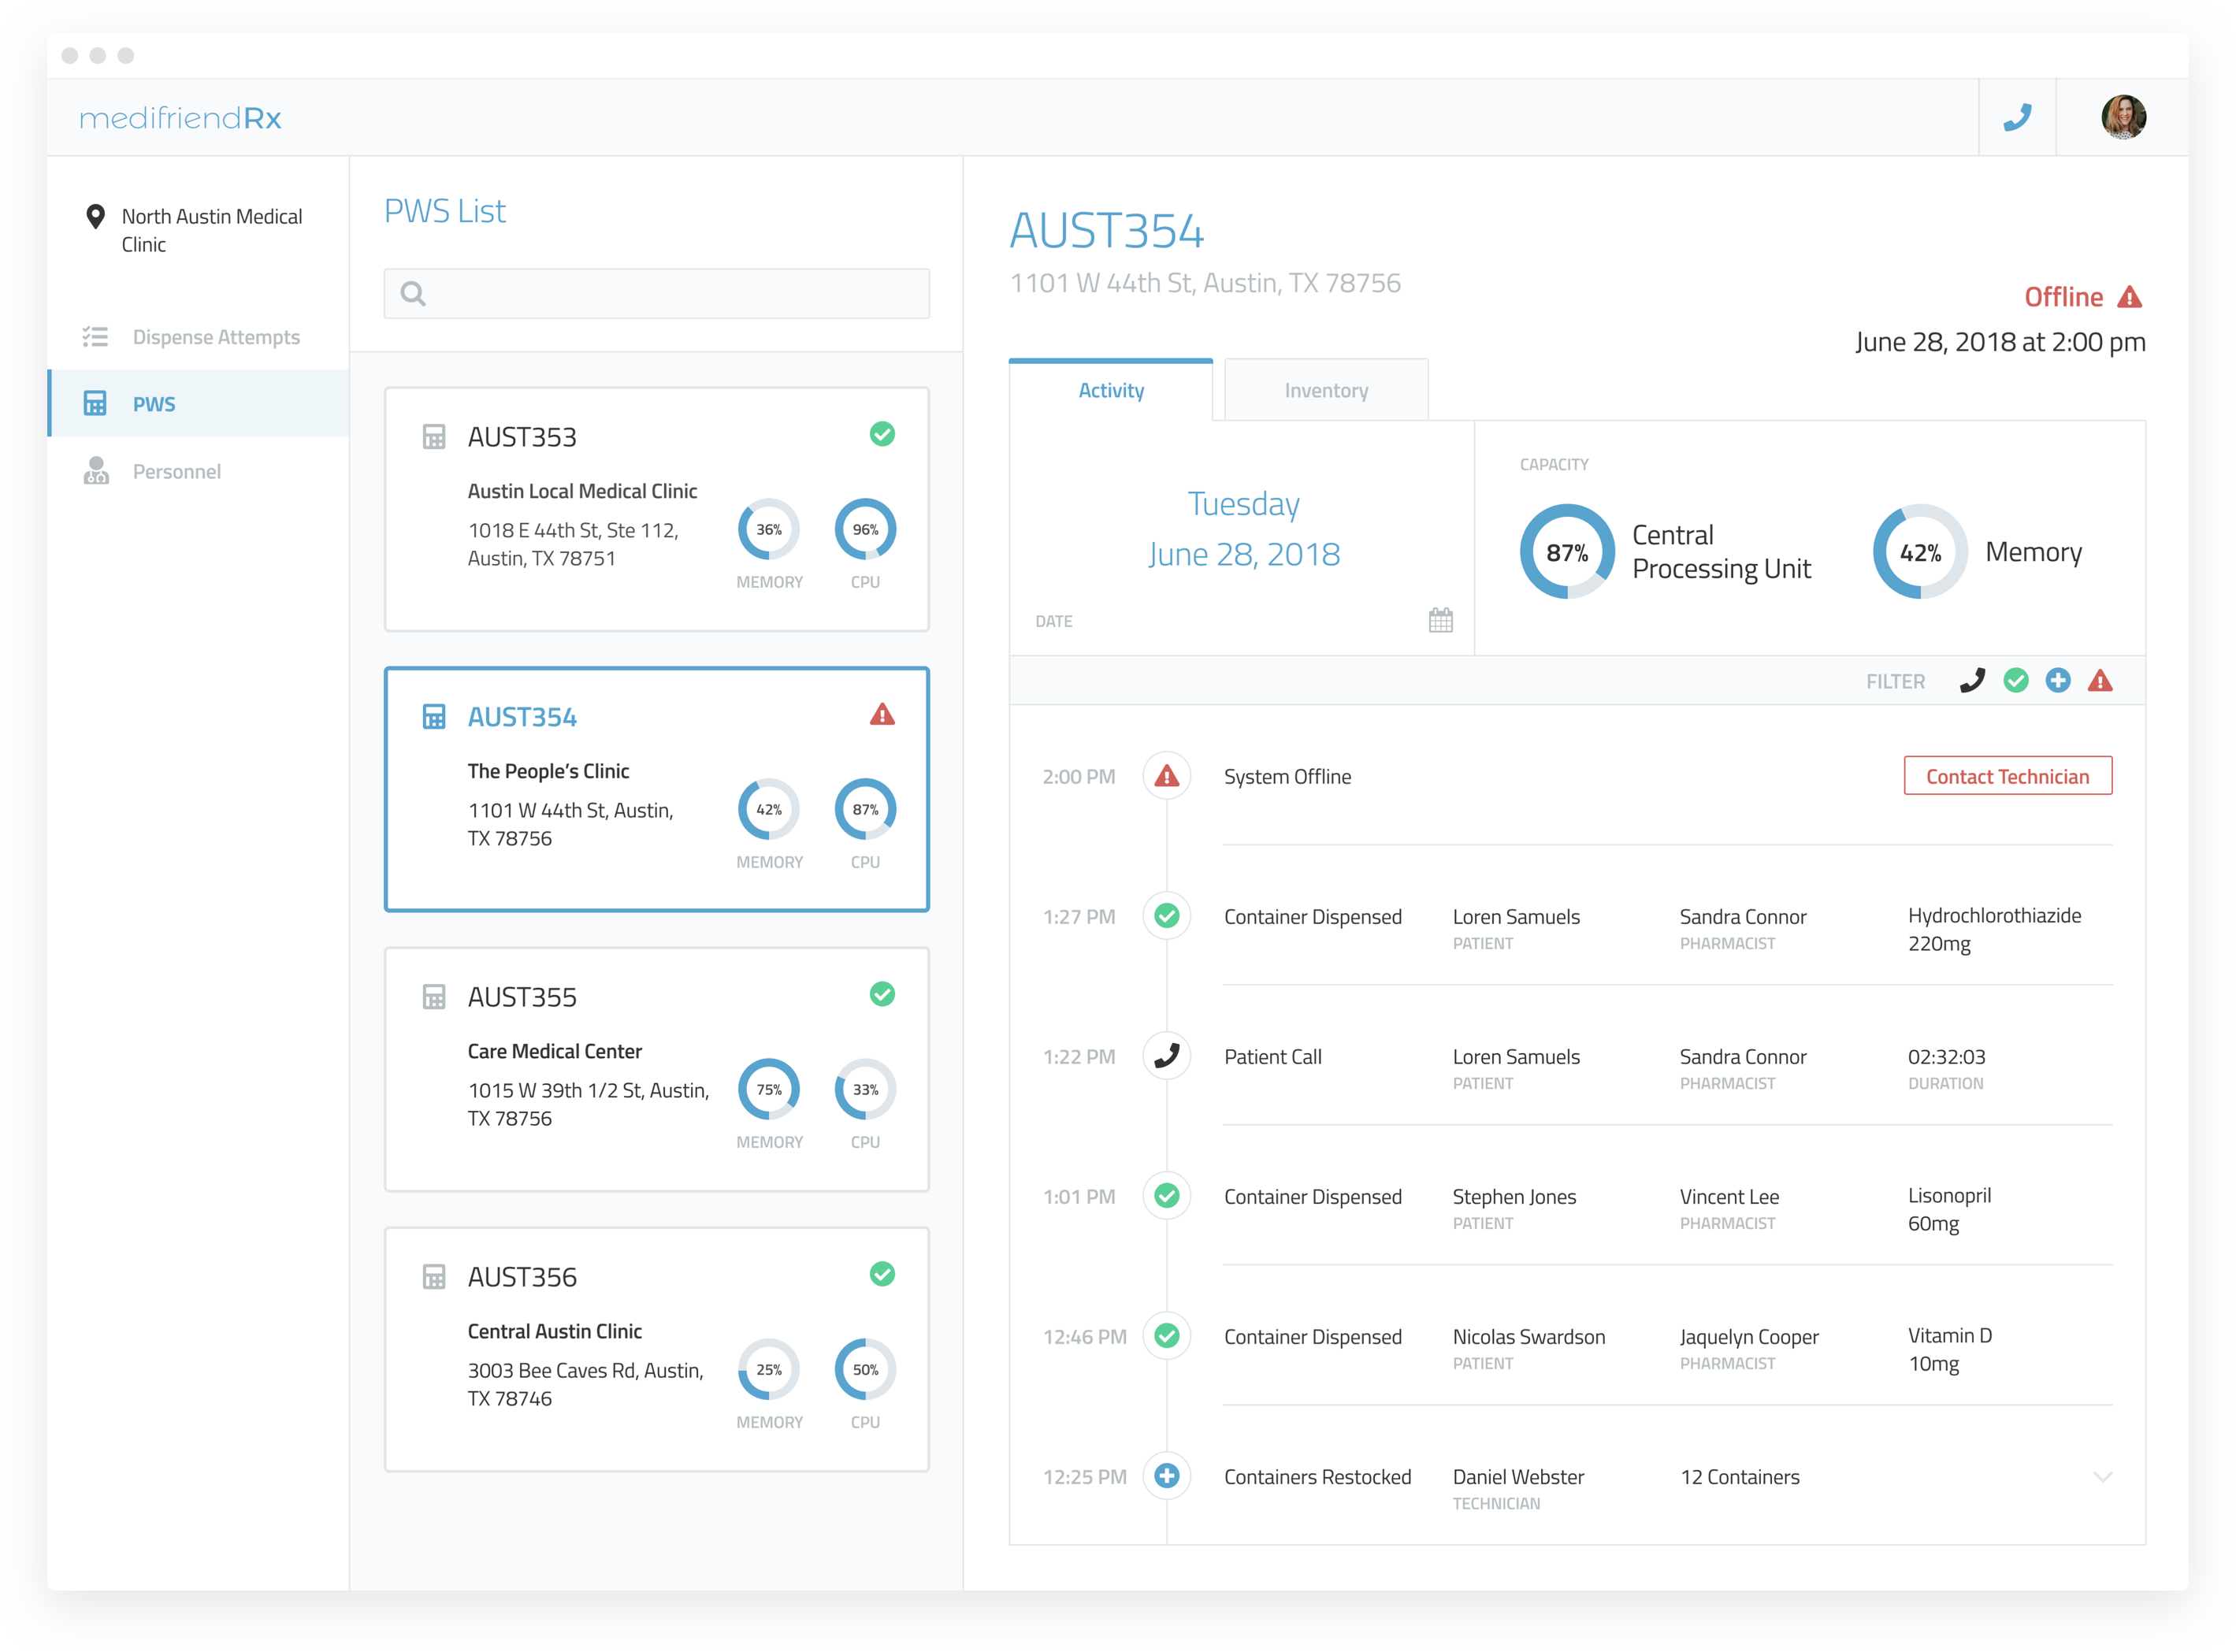 medifriendRx
North Austin Medical
Clinic
Dispense Attempts
PWS
Personnel
PWS List
AUST353
Austin Local Medical Clinic
1018 E 44th St, Ste 112,
Austin, TX 78751
36%
96%
MEMORY
CPU
AUST354
The People’s Clinic
1101 W 44th St, Austin,
TX 78756
42%
87%
MEMORY
CPU
AUST355
Care Medical Center
1015 W 39th 1/2 St, Austin,
TX 78756
75%
33%
MEMORY
CPU
AUST356
Central Austin Clinic
3003 Bee Caves Rd, Austin,
TX 78746
25%
50%
MEMORY
CPU
AUST354
1101 W 44th St, Austin, TX 78756
Offline
June 28, 2018 at 2:00 pm
Activity
Inventory
Tuesday
June 28, 2018
DATE
CAPACITY
87%
Central
Processing Unit
42%
Memory
FILTER
2:00 PM System Offline Contact Technician
1:27 PM Container Dispensed Loren Samuels Sandra Connor Hydrochlorothiazide
PATIENT PHARMACIST 220mg
1:22 PM Patient Call Loren Samuels Sandra Connor 02:32:03
PATIENT PHARMACIST DURATION
1:01 PM Container Dispensed Stephen Jones Vincent Lee Lisonopril
PATIENT PHARMACIST 60mg
12:46 PM Container Dispensed Nicolas Swardson Jaquelyn Cooper Vitamin D
PATIENT PHARMACIST 10mg
12:25 PM Containers Restocked Daniel Webster 12 Containers
TECHNICIAN